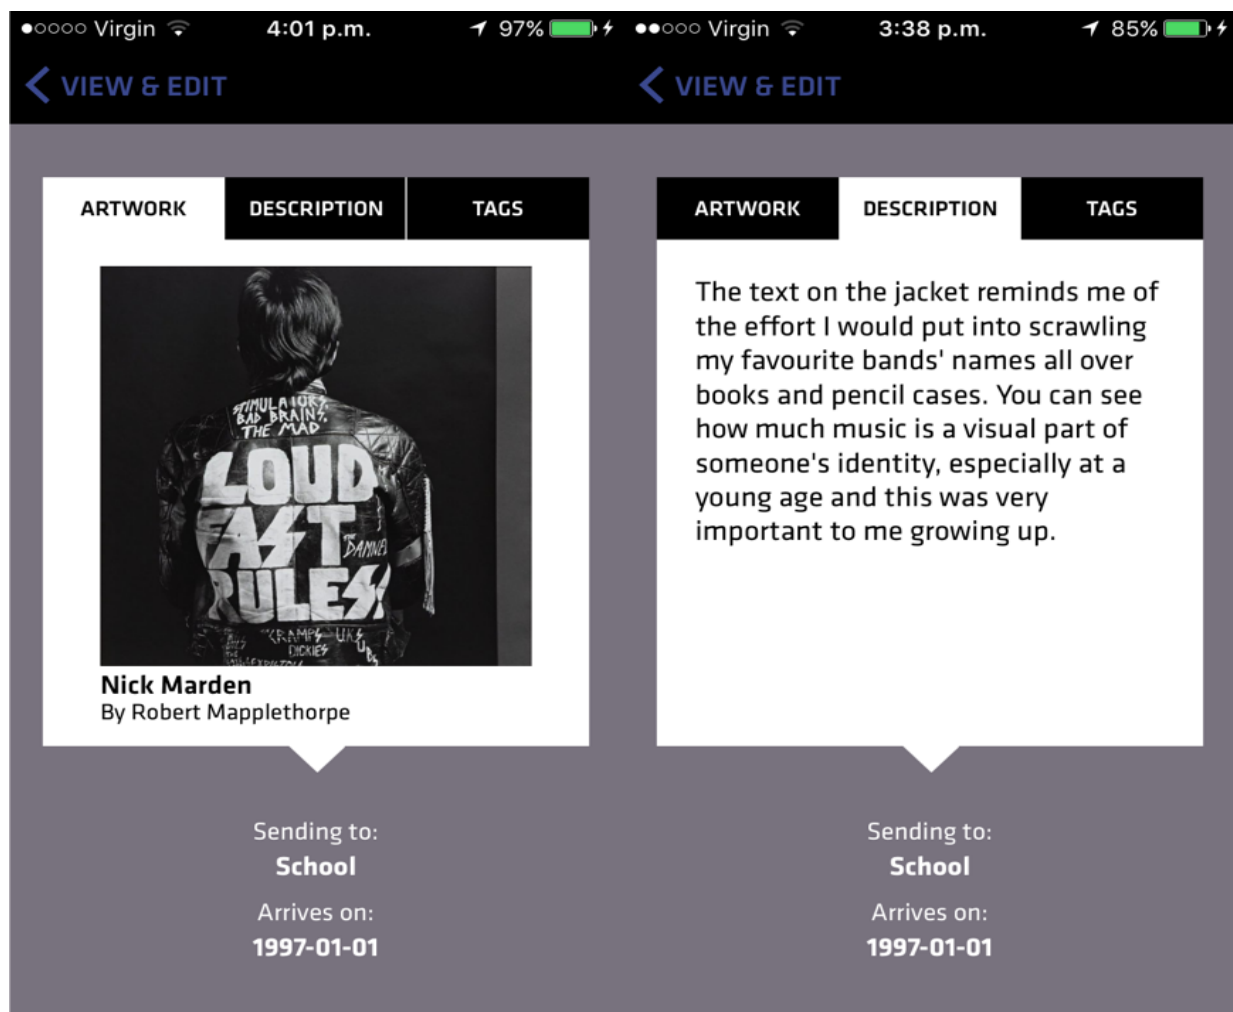 Virgin 4:01 p.m. 97%
VIEW & EDIT
ARTWORK DESCRIPTION TAGS
STIMULATORS.
BAD BRAINS.
THE MAD
LOUD
FAST
THE
DAMNED
RULES!
CRAMPS U.K.
DICKIES
Nick Marden
By Robert Mapplethorpe
Sending to:
School
Arrives on:
1997-01-01
Virgin 3:38 p.m. 85%
VIEW & EDIT
ARTWORK DESCRIPTION TAGS
The text on the jacket reminds me of
the effort I would put into scrawling
my favourite bands' names all over
books and pencil cases. You can see
how much music is a visual part of
someone's identity, especially at a
young age and this was very
important to me growing up.
Sending to:
School
Arrives on:
1997-01-01